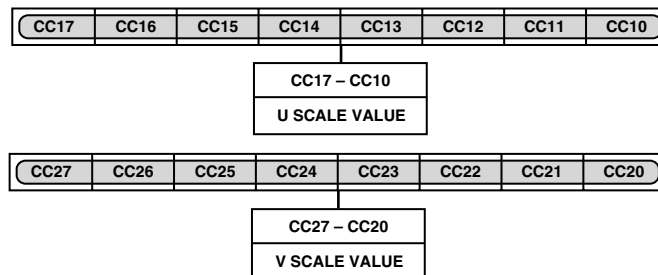 CC17 CC16 CC15 CC14 CC13 CC12 CC11 CC10
CC17 – CC10
U SCALE VALUE
CC27 CC26 CC25 CC24 CC23 CC22 CC21 CC20
CC27 – CC20
V SCALE VALUE